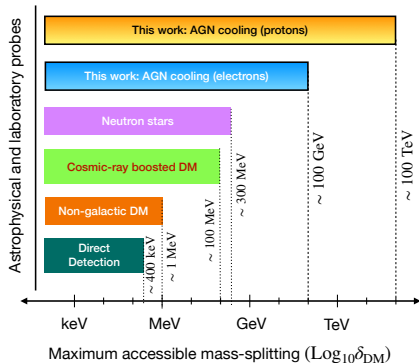 Astrophysical and laboratory probes
This work: AGN cooling (protons)
This work: AGN cooling (electrons)
Neutron stars
Cosmic-ray boosted DM
Non-galactic DM
Direct
Detection
~ 400 keV
~ 1 MeV
~ 100 MeV
~ 300 MeV
~ 100 GeV
~ 100 TeV
keV
MeV
GeV
TeV
Maximum accessible mass-splitting (Log₁₀δ_DM)